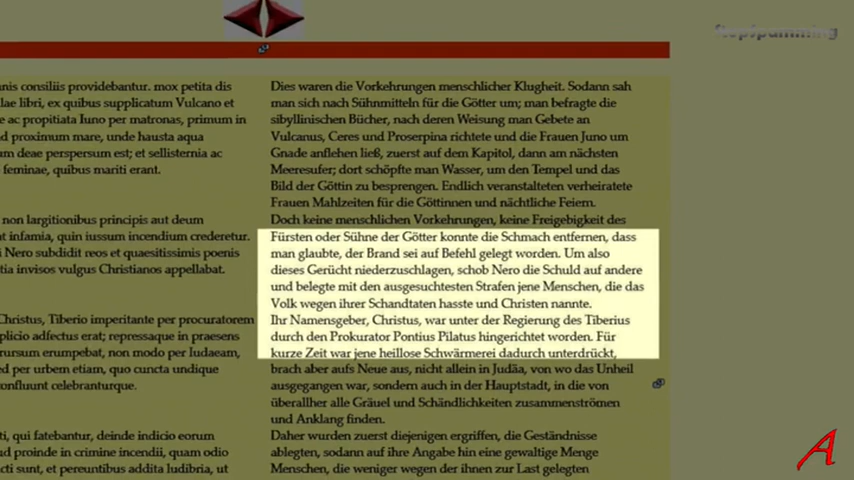 StopSpamming
nis consiliis providebantur. mox petita dis
lae libri, ex quibus supplicatum Vulcano et
e ac propitiata Iuno per matronas, primum in
d proximum mare, unde hausta aqua
um deae perspersum est; et sellisternia ac
feminae, quibus mariti erant.
non largitionibus principis aut deum
t infamia, quin iussum incendium crederetur.
i Nero subdidit reos et quaesitissimis poenis
tia invisos vulgus Christianos appellabat.
Christus, Tiberio imperitante per procuratorem
plicio adfectus erat; repressaque in praesens
rursum erumpebat, non modo per Iudaeam,
ed per urbem etiam, quo cuncta undique
confluunt celebranturque.
ti, qui fatebantur, deinde indicio eorum
d proinde in crimine incendii, quam odio
cti sunt, et pereuntibus addita ludibria, ut
Dies waren die Vorkehrungen menschlicher Klugheit. Sodann sah
man sich nach Sühnmitteln für die Götter um; man befragte die
sibyllinischen Bücher, nach deren Weisung man Gebete an
Vulcanus, Ceres und Proserpina richtete und die Frauen Juno um
Gnade anflehen ließ, zuerst auf dem Kapitol, dann am nächsten
Meeresufer; dort schöpfte man Wasser, um den Tempel und das
Bild der Göttin zu besprengen. Endlich veranstalteten verheiratete
Frauen Mahlzeiten für die Göttinnen und nächtliche Feiern.
Doch keine menschlichen Vorkehrungen, keine Freigebigkeit des
Fürsten oder Sühne der Götter konnte die Schmach entfernen, dass
man glaubte, der Brand sei auf Befehl gelegt worden. Um also
dieses Gerücht niederzuschlagen, schob Nero die Schuld auf andere
und belegte mit den ausgesuchtesten Strafen jene Menschen, die das
Volk wegen ihrer Schandtaten hasste und Christen nannte.
Ihr Namensgeber, Christus, war unter der Regierung des Tiberius
durch den Prokurator Pontius Pilatus hingerichtet worden. Für
kurze Zeit war jene heillose Schwärmerei dadurch unterdrückt,
brach aber aufs Neue aus, nicht allein in Judäa, von wo das Unheil
ausgegangen war, sondern auch in der Hauptstadt, in die von
überallher alle Gräuel und Schändlichkeiten zusammenströmen
und Anklang finden.
Daher wurden zuerst diejenigen ergriffen, die Geständnisse
ablegten, sodann auf ihre Angabe hin eine gewaltige Menge
Menschen, die weniger wegen der ihnen zur Last gelegten
A